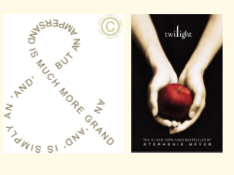 ©
AN 'AND' IS SIMPLY AN 'AND', BUT AN AMPERSAND IS MUCH MORE GRAND
twilight
STEPHENIE MEYER